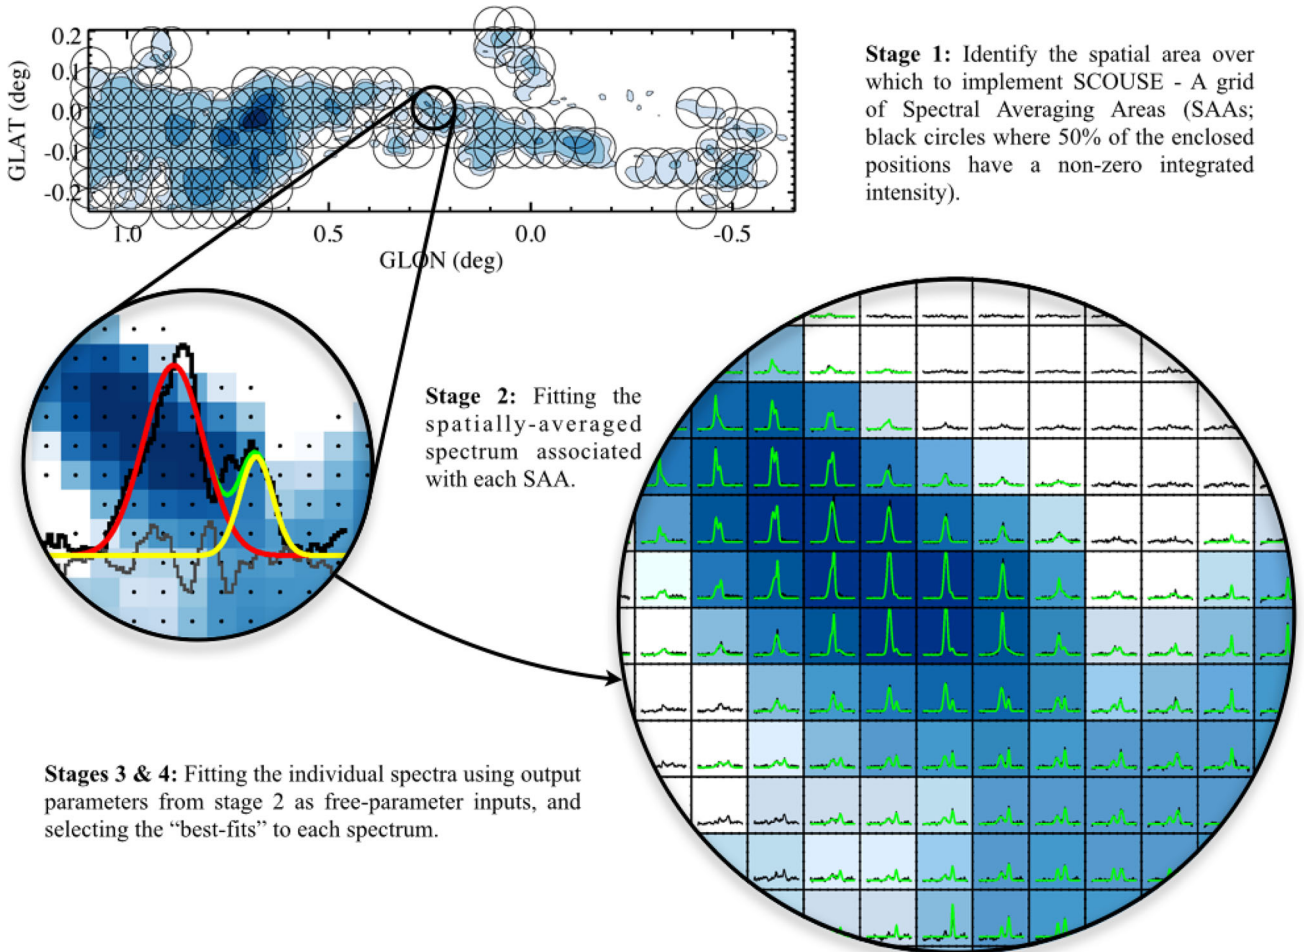 0.2
0.1
0.0
-0.1
-0.2
GLAT (deg)
1.0 0.5 0.0 -0.5
GLON (deg)
Stage 1: Identify the spatial area over
which to implement SCOUSE - A grid
of Spectral Averaging Areas (SAAs;
black circles where 50% of the enclosed
positions have a non-zero integrated
intensity).
Stage 2: Fitting the
spatially-averaged
spectrum associated
with each SAA.
Stages 3 & 4: Fitting the individual spectra using output
parameters from stage 2 as free-parameter inputs, and
selecting the “best-fits” to each spectrum.